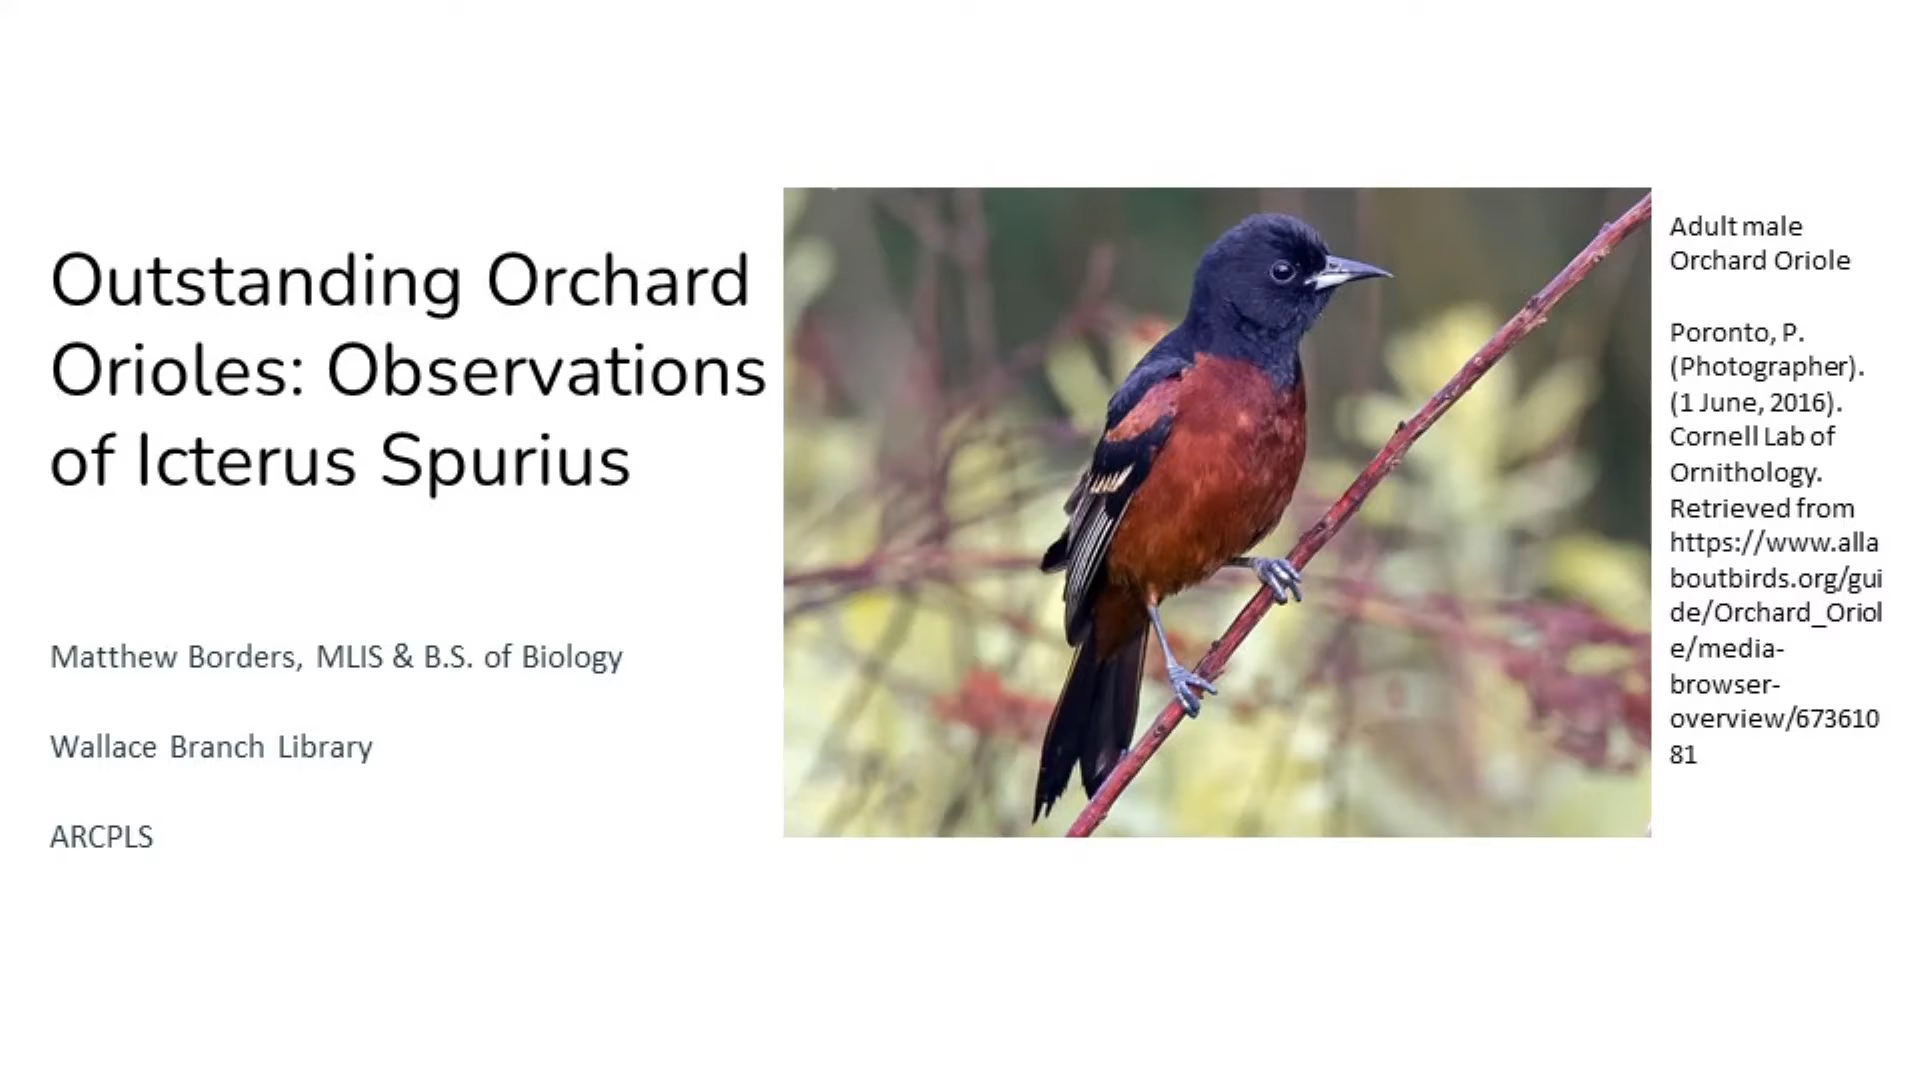 Outstanding Orchard
Orioles: Observations
of Icterus Spurius
Matthew Borders, MLIS & B.S. of Biology
Wallace Branch Library
ARCPLS
Adult male
Orchard Oriole
Poronto, P.
(Photographer).
(1 June, 2016).
Cornell Lab of
Ornithology.
Retrieved from
https://www.alla
boutbirds.org/gui
de/Orchard_Oriol
e/media-
browser-
overview/673610
81